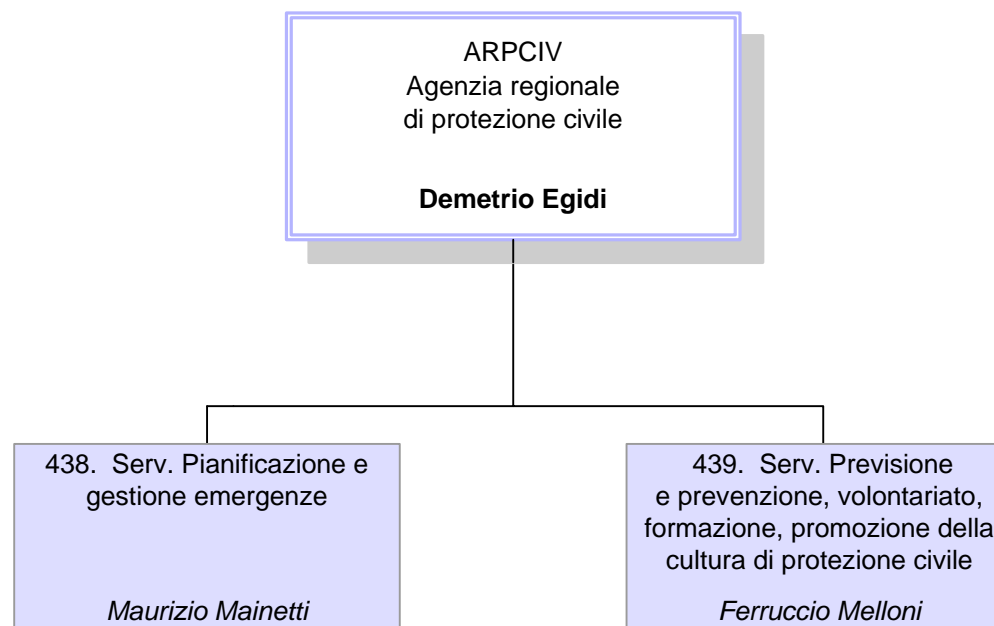 ARPCIV
Agenzia regionale
di protezione civile
Demetrio Egidi
438. Serv. Pianificazione e
gestione emergenze
Maurizio Mainetti
439. Serv. Previsione
e prevenzione, volontariato,
formazione, promozione della
cultura di protezione civile
Ferruccio Melloni